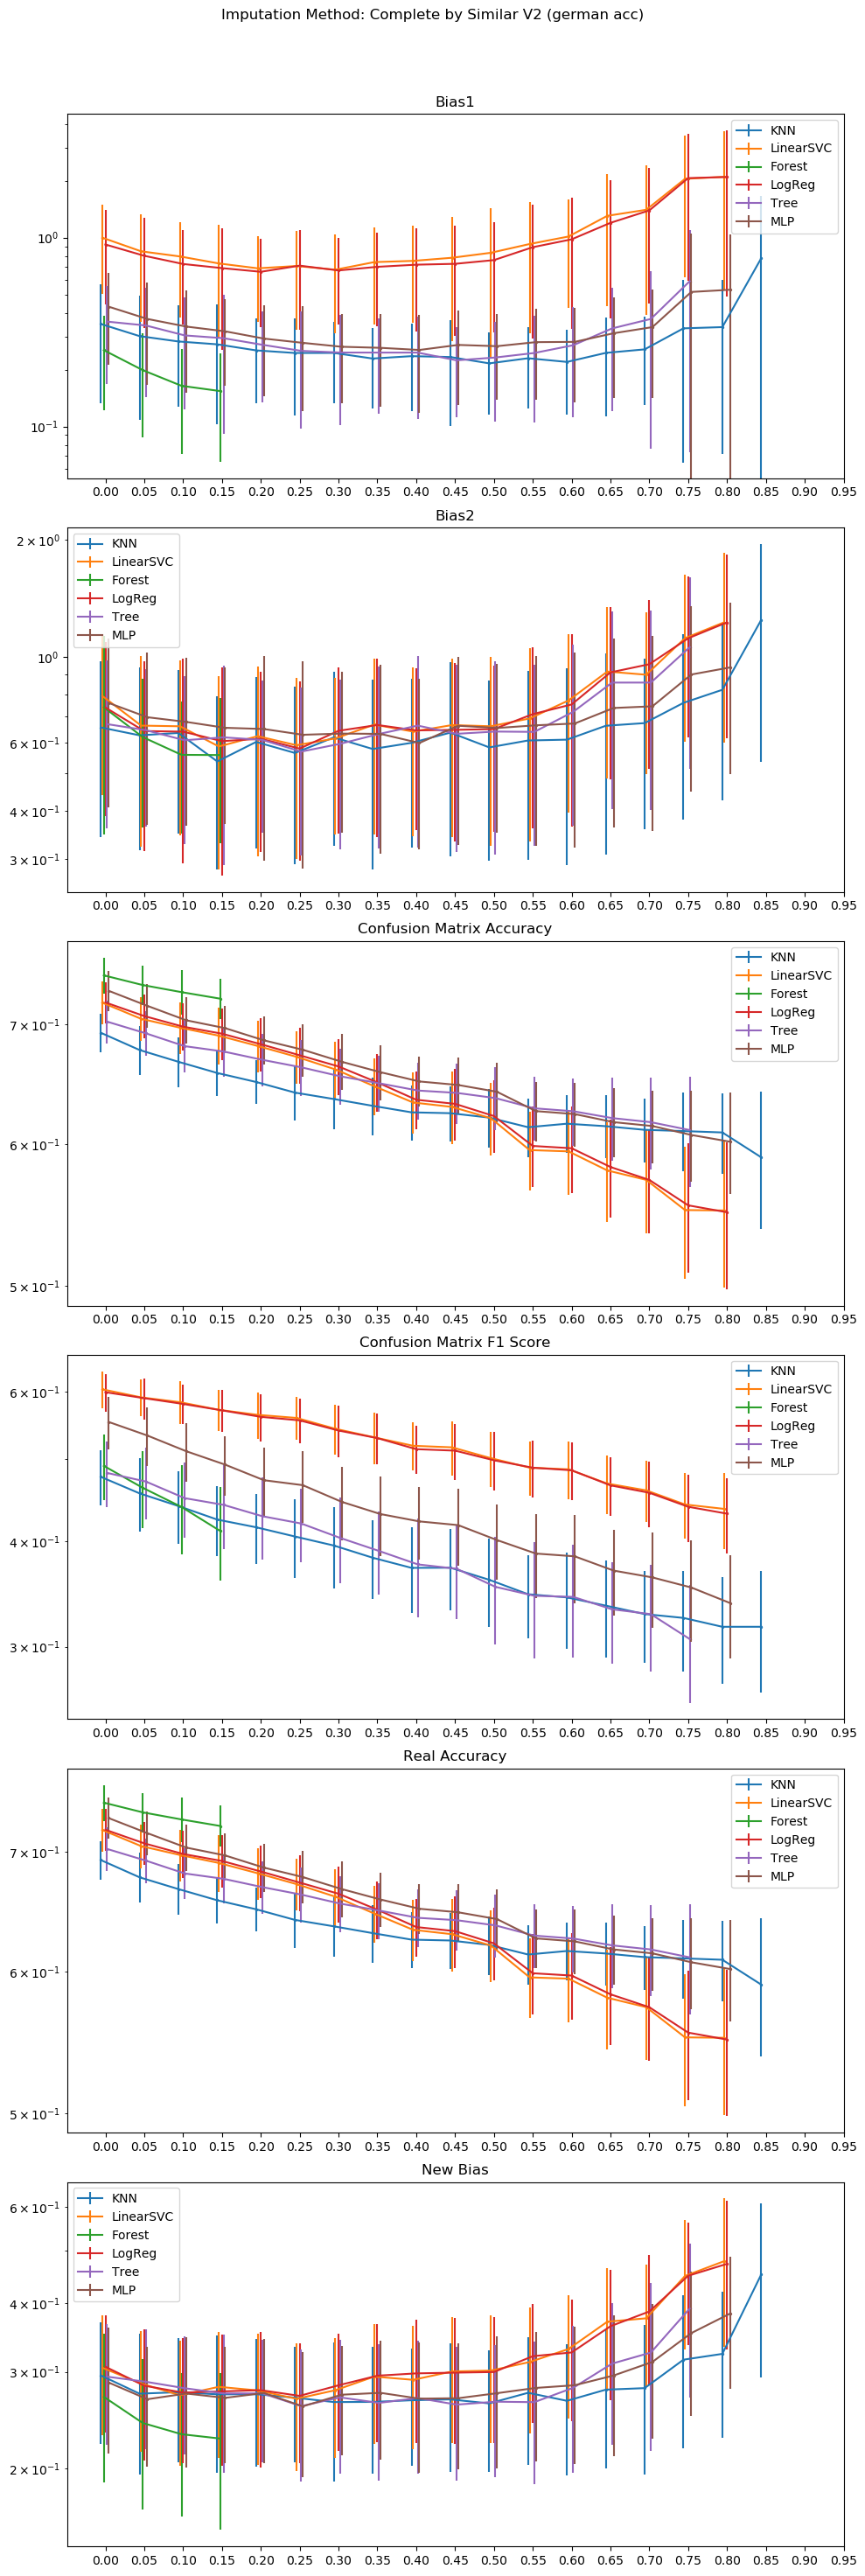 Imputation Method: Complete by Similar V2 (german acc)
Bias1
KNN
LinearSVC
Forest
LogReg
Tree
MLP
10⁰
10⁻¹
0.00 0.05 0.10 0.15 0.20 0.25 0.30 0.35 0.40 0.45 0.50 0.55 0.60 0.65 0.70 0.75 0.80 0.85 0.90 0.95
Bias2
KNN
LinearSVC
Forest
LogReg
Tree
MLP
2 × 10⁰
10⁰
6 × 10⁻¹
4 × 10⁻¹
3 × 10⁻¹
0.00 0.05 0.10 0.15 0.20 0.25 0.30 0.35 0.40 0.45 0.50 0.55 0.60 0.65 0.70 0.75 0.80 0.85 0.90 0.95
Confusion Matrix Accuracy
KNN
LinearSVC
Forest
LogReg
Tree
MLP
7 × 10⁻¹
6 × 10⁻¹
5 × 10⁻¹
0.00 0.05 0.10 0.15 0.20 0.25 0.30 0.35 0.40 0.45 0.50 0.55 0.60 0.65 0.70 0.75 0.80 0.85 0.90 0.95
Confusion Matrix F1 Score
KNN
LinearSVC
Forest
LogReg
Tree
MLP
6 × 10⁻¹
4 × 10⁻¹
3 × 10⁻¹
0.00 0.05 0.10 0.15 0.20 0.25 0.30 0.35 0.40 0.45 0.50 0.55 0.60 0.65 0.70 0.75 0.80 0.85 0.90 0.95
Real Accuracy
KNN
LinearSVC
Forest
LogReg
Tree
MLP
7 × 10⁻¹
6 × 10⁻¹
5 × 10⁻¹
0.00 0.05 0.10 0.15 0.20 0.25 0.30 0.35 0.40 0.45 0.50 0.55 0.60 0.65 0.70 0.75 0.80 0.85 0.90 0.95
New Bias
KNN
LinearSVC
Forest
LogReg
Tree
MLP
6 × 10⁻¹
4 × 10⁻¹
3 × 10⁻¹
2 × 10⁻¹
0.00 0.05 0.10 0.15 0.20 0.25 0.30 0.35 0.40 0.45 0.50 0.55 0.60 0.65 0.70 0.75 0.80 0.85 0.90 0.95